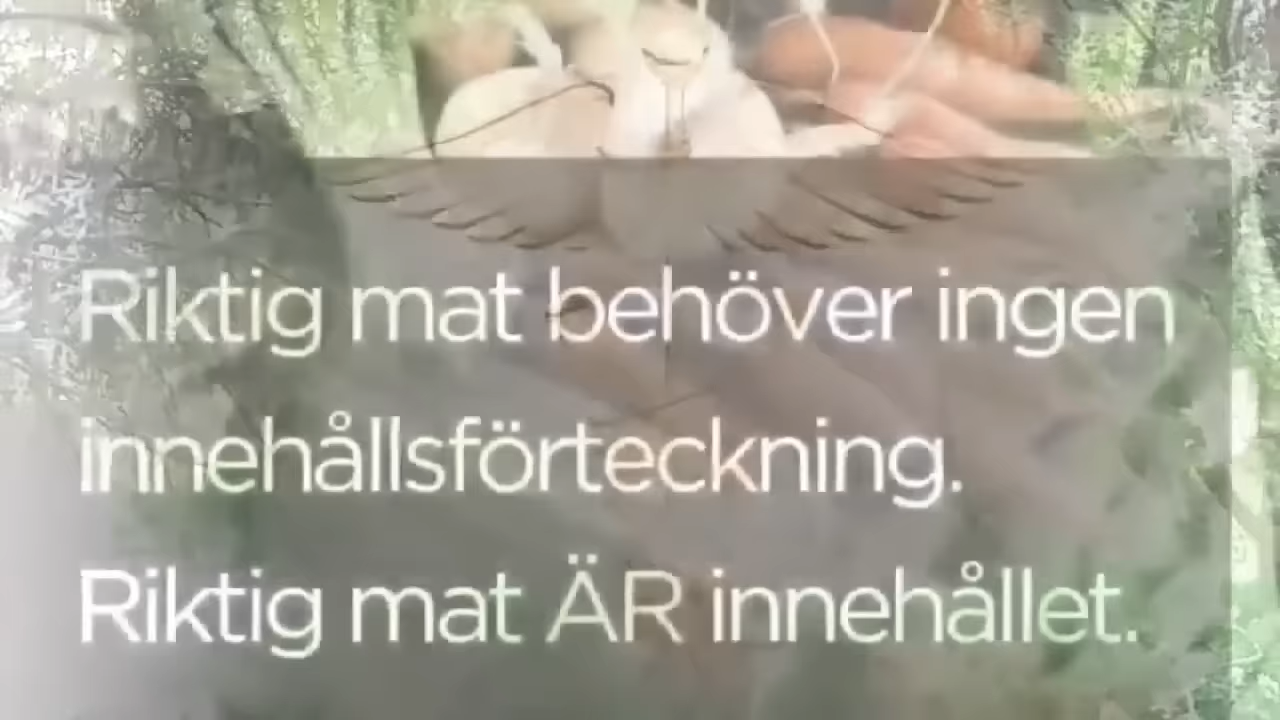 Riktig mat behöver ingen
innehållsförteckning.
Riktig mat ÄR innehållet.